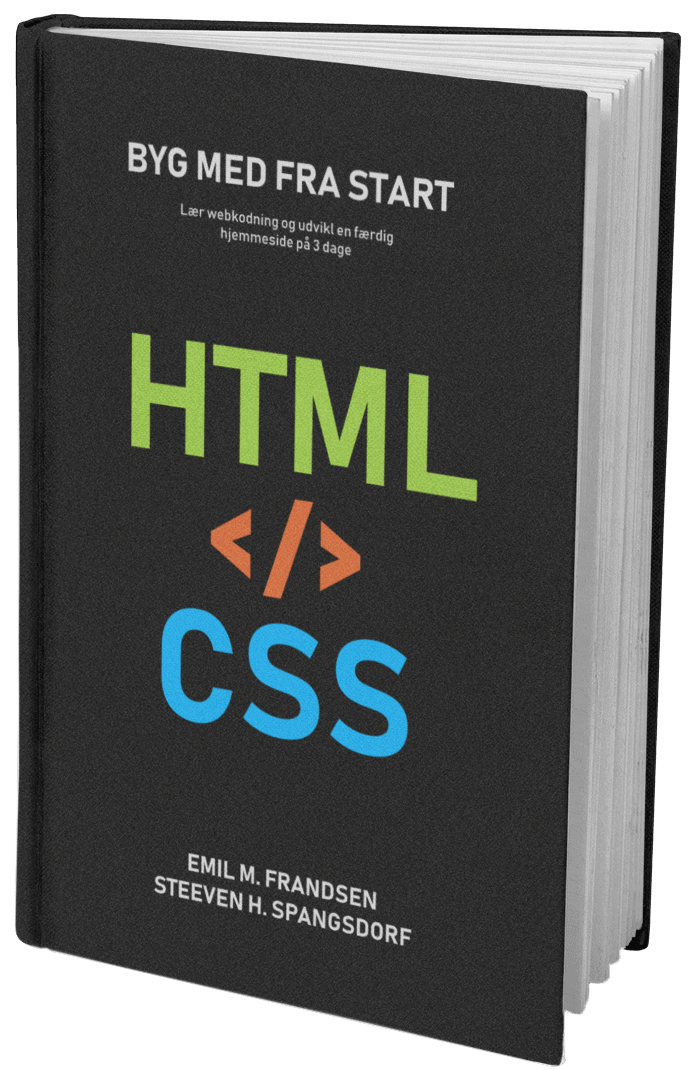 BYG MED FRA START
Lær webkodning og udvikl en færdig
hjemmeside på 3 dage
HTML
</>
CSS
EMIL M. FRANDSEN
STEEVEN H. SPANGSDORF